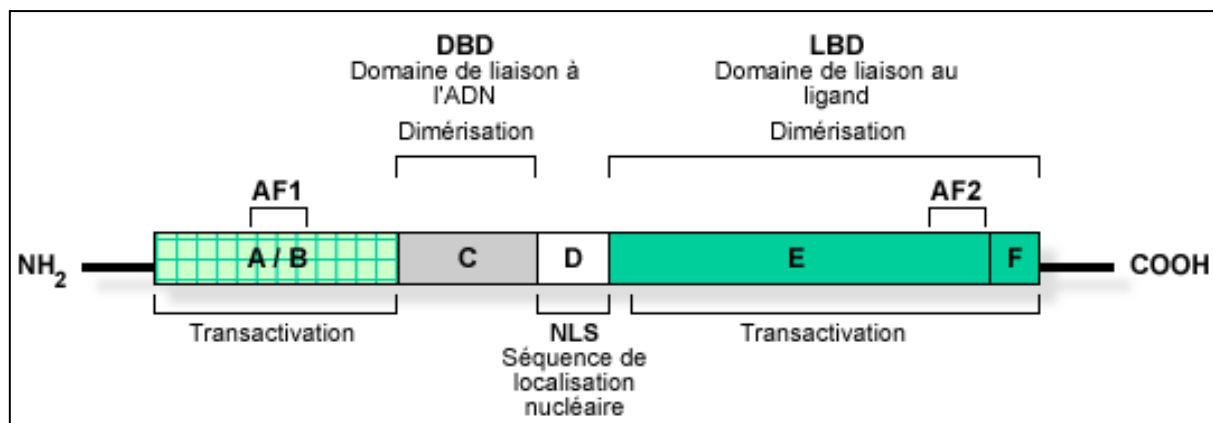 DBD
Domaine de liaison à
l'ADN
Dimérisation
LBD
Domaine de liaison au
ligand
Dimérisation
AF1
AF2
NH2
A / B
C
D
E
F
COOH
Transactivation
NLS
Séquence de
localisation
nucléaire
Transactivation